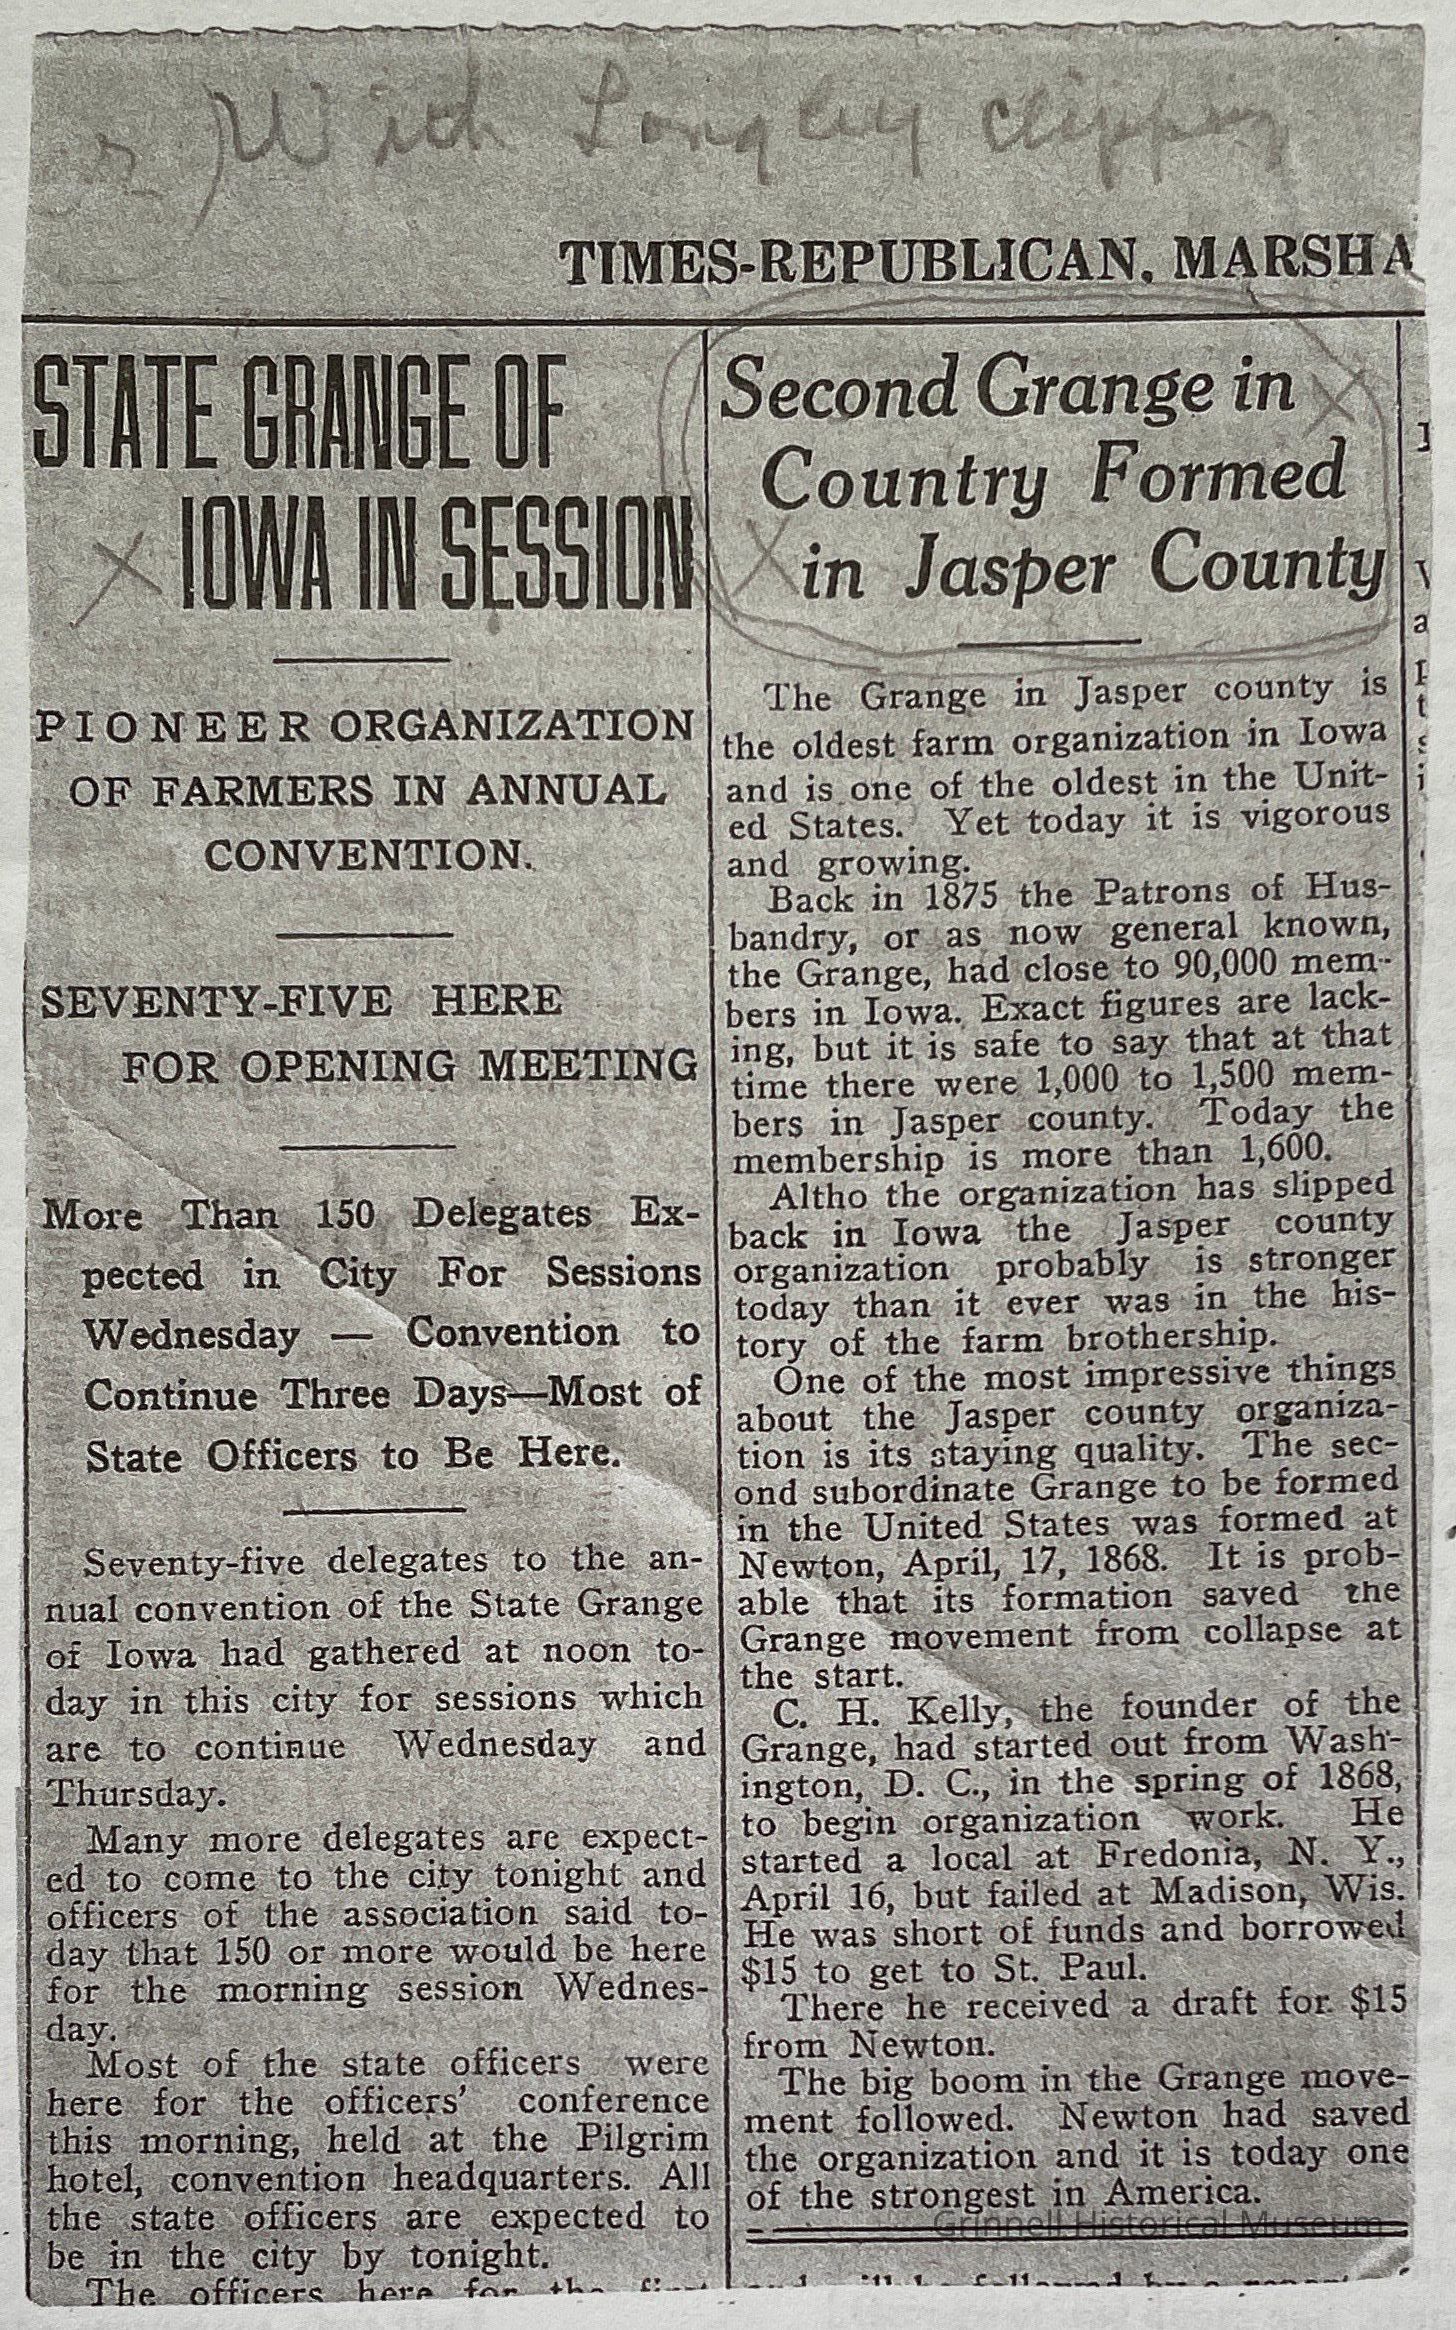 With Longley clipping
TIMES-REPUBLICAN, MARSHA
STATE GRANGE OF
IOWA IN SESSION
PIONEER ORGANIZATION
OF FARMERS IN ANNUAL
CONVENTION.
SEVENTY-FIVE HERE
FOR OPENING MEETING
More Than 150 Delegates Ex-
pected in City For Sessions
Wednesday — Convention to
Continue Three Days—Most of
State Officers to Be Here.
Seventy-five delegates to the an-
nual convention of the State Grange
of Iowa had gathered at noon to-
day in this city for sessions which
are to continue Wednesday and
Thursday.
Many more delegates are expect-
ed to come to the city tonight and
officers of the association said to-
day that 150 or more would be here
for the morning session Wednes-
day.
Most of the state officers were
here for the officers' conference
this morning, held at the Pilgrim
hotel, convention headquarters. All
the state officers are expected to
be in the city by tonight.
The officers here for the
Second Grange in
Country Formed
in Jasper County
The Grange in Jasper county is
the oldest farm organization in Iowa
and is one of the oldest in the Unit-
ed States. Yet today it is vigorous
and growing.
Back in 1875 the Patrons of Hus-
bandry, or as now general known,
the Grange, had close to 90,000 mem-
bers in Iowa. Exact figures are lack-
ing, but it is safe to say that at that
time there were 1,000 to 1,500 mem-
bers in Jasper county. Today the
membership is more than 1,600.
Altho the organization has slipped
back in Iowa the Jasper county
organization probably is stronger
today than it ever was in the his-
tory of the farm brothership.
One of the most impressive things
about the Jasper county organiza-
tion is its staying quality. The sec-
ond subordinate Grange to be formed
in the United States was formed at
Newton, April, 17, 1868. It is prob-
able that its formation saved the
Grange movement from collapse at
the start.
C. H. Kelly, the founder of the
Grange, had started out from Wash-
ington, D. C., in the spring of 1868,
to begin organization work. He
started a local at Fredonia, N. Y.,
April 16, but failed at Madison, Wis.
He was short of funds and borrowed
$15 to get to St. Paul.
There he received a draft for $15
from Newton.
The big boom in the Grange move-
ment followed. Newton had saved
the organization and it is today one
of the strongest in America.
Grinnell Historical Museum